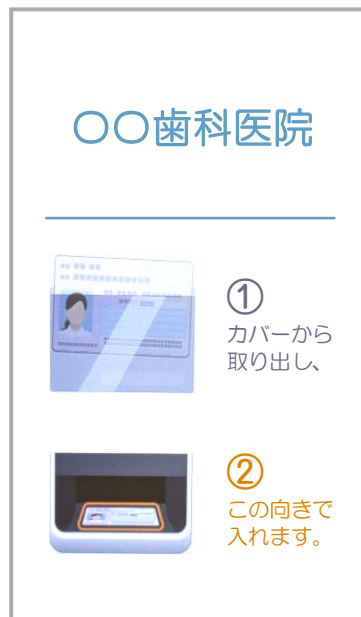 〇〇歯科医院
①
カバーから
取り出し、
②
この向きで
入れます。